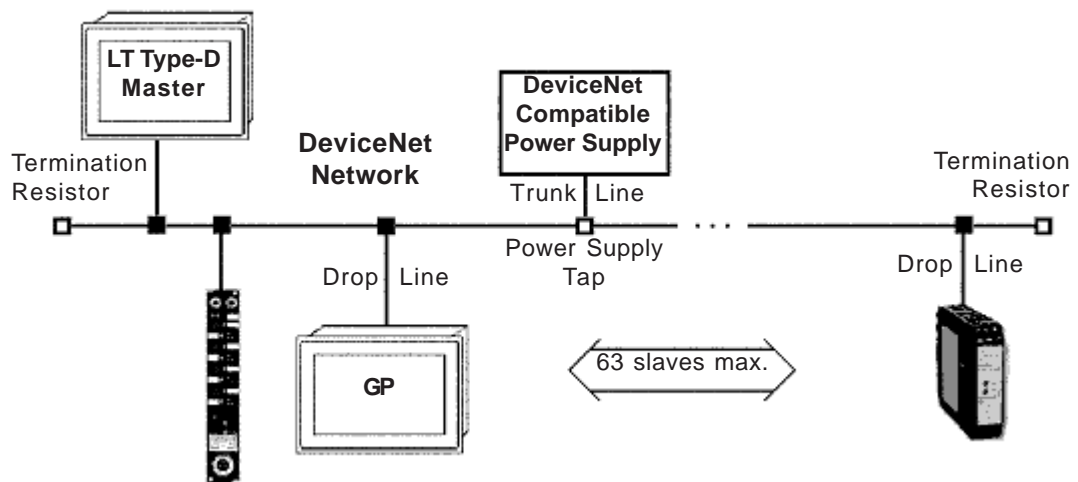 LT Type-D
Master
DeviceNet
Compatible
Power Supply
DeviceNet
Network
Termination
Resistor
Termination
Resistor
Trunk Line
Power Supply
Tap
Drop Line
Drop Line
GP
63 slaves max.